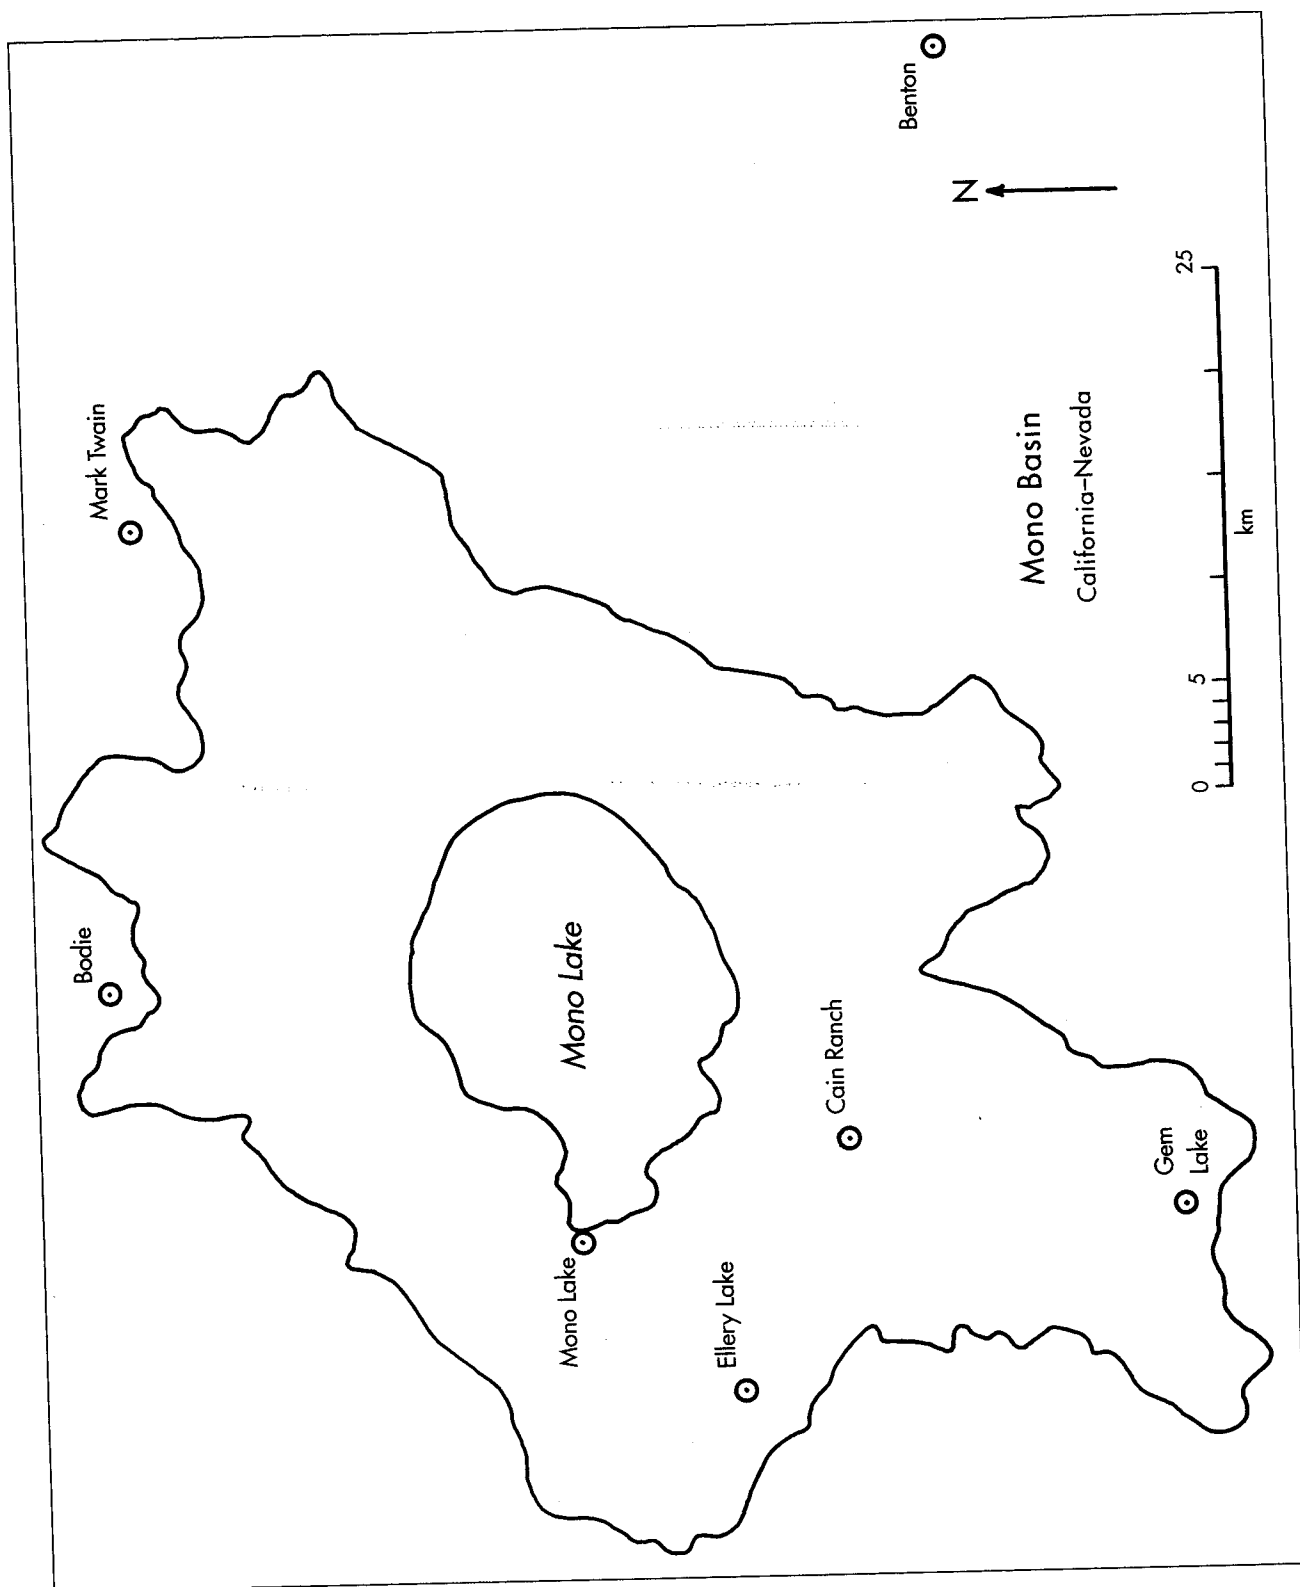 Bodie
Mark Twain
Benton
N
Mono Lake
Mono Lake
Ellery Lake
Cain Ranch
Gem
Lake
Mono Basin
California–Nevada
0
5
25
km